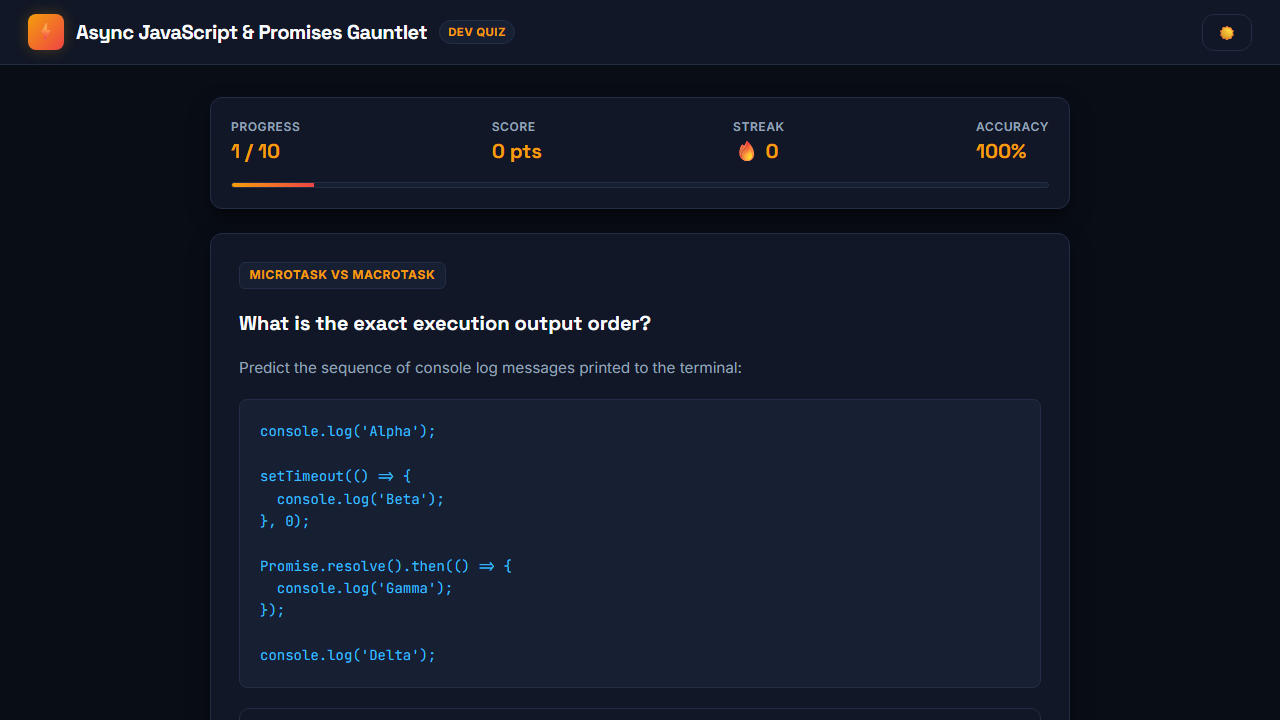 Async JavaScript & Promises Gauntlet DEV QUIZ
PROGRESS SCORE STREAK ACCURACY
1 / 10 0 pts 🔥 0 100%
MICROTASK VS MACROTASK
What is the exact execution output order?
Predict the sequence of console log messages printed to the terminal:
console.log('Alpha');
setTimeout(() => {
  console.log('Beta');
}, 0);
Promise.resolve().then(() => {
  console.log('Gamma');
});
console.log('Delta');